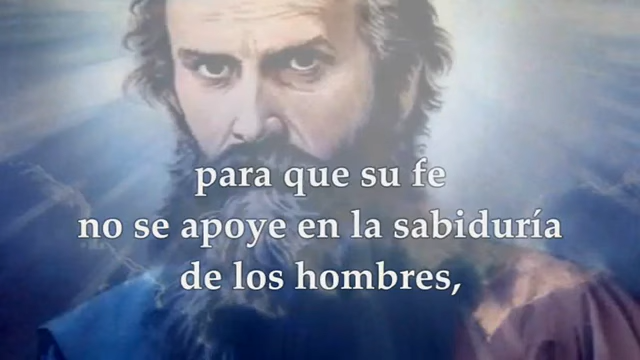 para que su fe
no se apoye en la sabiduría
de los hombres,